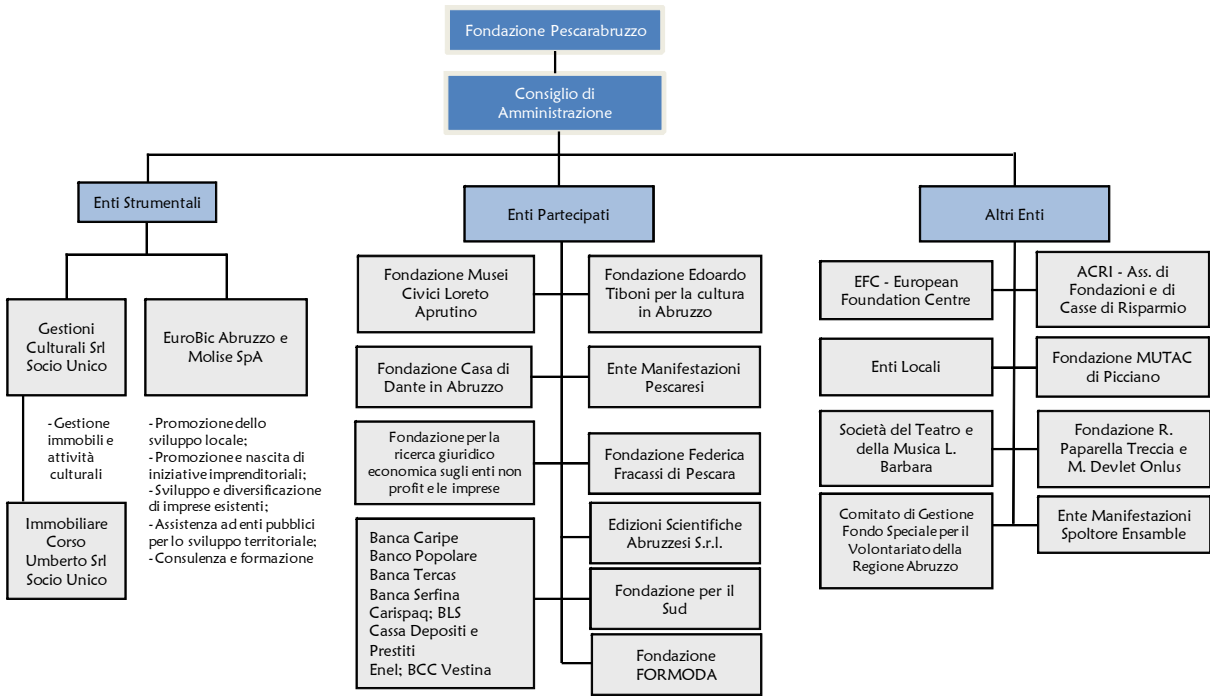 Fondazione Pescarabruzzo
Consiglio di
Amministrazione
Enti Strumentali
Gestioni
Culturali Srl
Socio Unico
EuroBic Abruzzo e
Molise SpA
- Gestione
immobili e
attività
culturali
- Promozione dello
sviluppo locale;
- Promozione e nascita di
iniziative imprenditoriali;
- Sviluppo e diversificazione
di imprese esistenti;
- Assistenza ad enti pubblici
per lo sviluppo territoriale;
- Consulenza e formazione
Immobiliare
Corso
Umberto Srl
Socio Unico
Enti Partecipati
Fondazione Musei
Civici Loreto
Aprutino
Fondazione Edoardo
Tiboni per la cultura
in Abruzzo
Fondazione Casa di
Dante in Abruzzo
Ente Manifestazioni
Pescaresi
Fondazione per la
ricerca giuridico
economica sugli enti non
profit e le imprese
Fondazione Federica
Fracassi di Pescara
Banca Caripe
Banco Popolare
Banca Tercas
Banca Serfina
Carispaq; BLS
Cassa Depositi e
Prestiti
Enel; BCC Vestina
Edizioni Scientifiche
Abruzzesi S.r.l.
Fondazione per il
Sud
Fondazione
FORMODA
Altri Enti
EFC - European
Foundation Centre
ACRI - Ass. di
Fondazioni e di
Casse di Risparmio
Enti Locali
Fondazione MUTAC
di Picciano
Società del Teatro e
della Musica L.
Barbara
Fondazione R.
Paparella Treccia e
M. Devlet Onlus
Comitato di Gestione
Fondo Speciale per il
Volontariato della
Regione Abruzzo
Ente Manifestazioni
Spoltore Ensamble